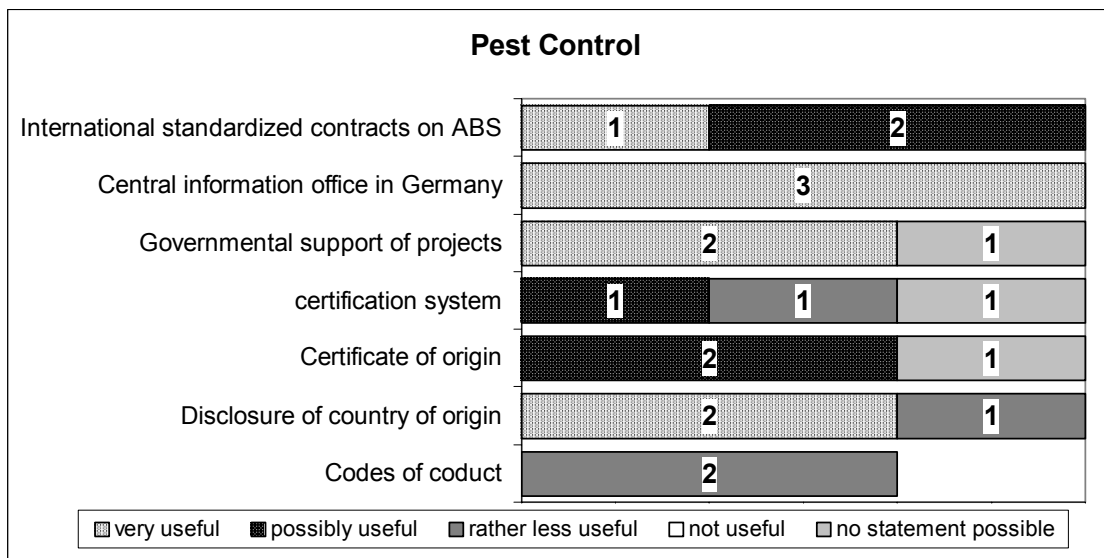 Pest Control
International standardized contracts on ABS 1 2
Central information office in Germany 3
Governmental support of projects 2 1
certification system 1 1 1
Certificate of origin 2 1
Disclosure of country of origin 2 1
Codes of coduct 2
very useful possibly useful rather less useful not useful no statement possible